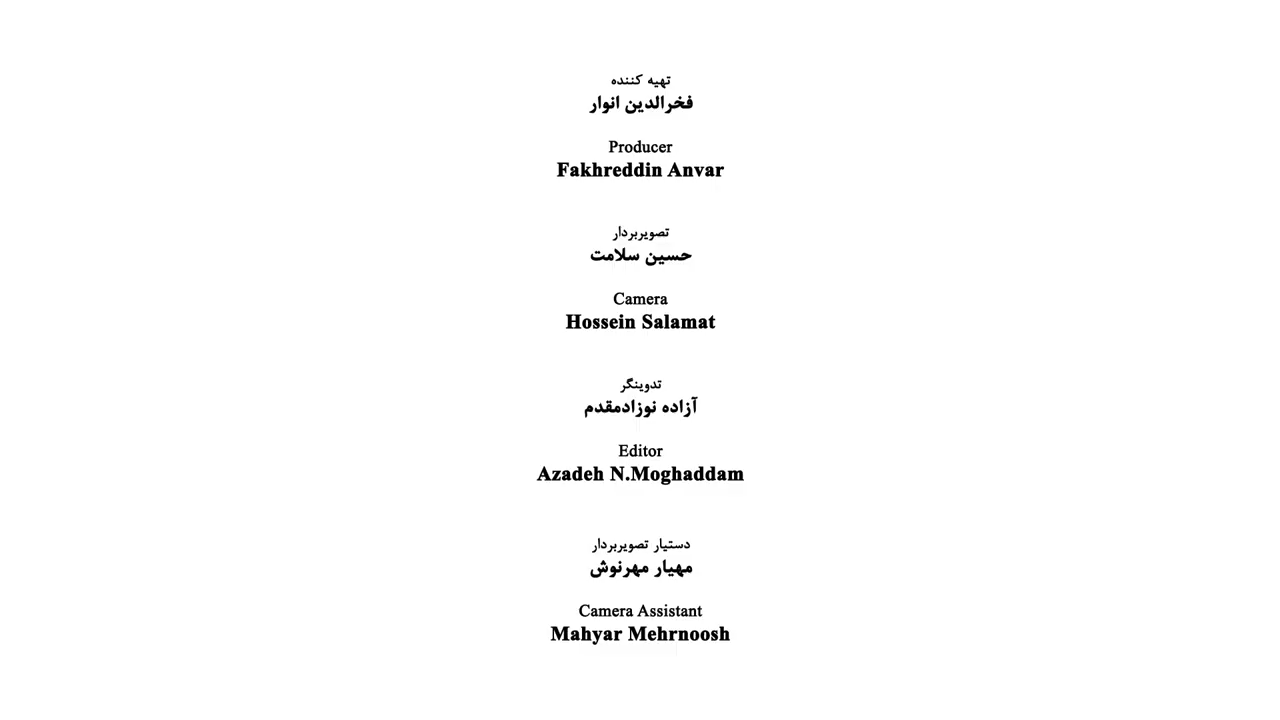 تهیه کننده
فخرالدین انوار
Producer
Fakhreddin Anvar
تصویربردار
حسین سلامت
Camera
Hossein Salamat
تدوینگر
آزاده نوزادمقدم
Editor
Azadeh N.Moghaddam
دستیار تصویربردار
مهیار مهرنوش
Camera Assistant
Mahyar Mehrnoosh